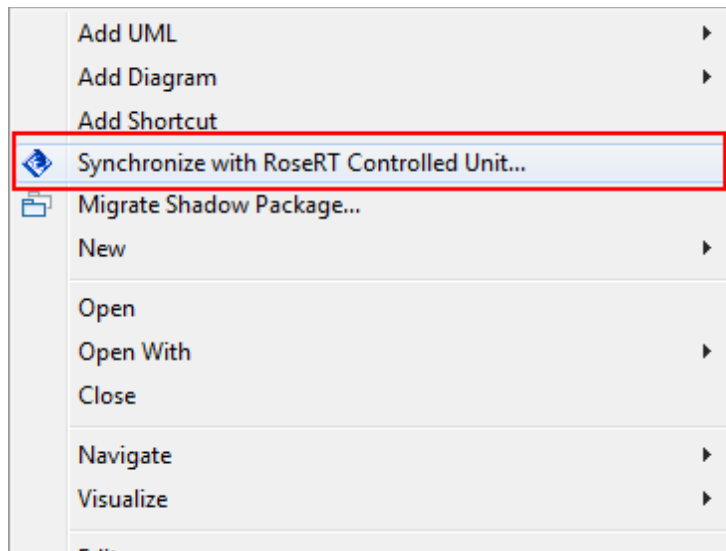 Add UML
Add Diagram
Add Shortcut
Synchronize with RoseRT Controlled Unit...
Migrate Shadow Package...
New
Open
Open With
Close
Navigate
Visualize